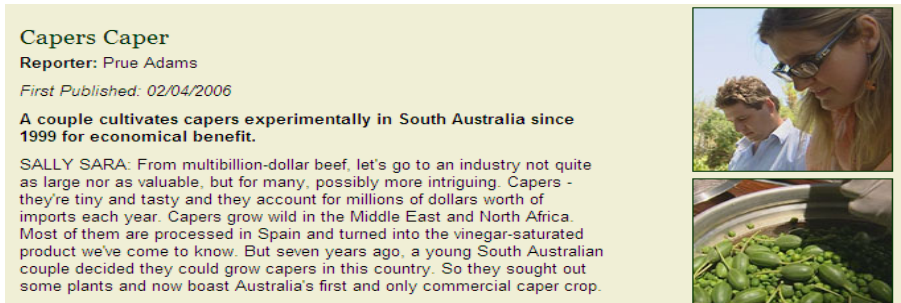 Capers Caper
Reporter: Prue Adams
First Published: 02/04/2006
A couple cultivates capers experimentally in South Australia since
1999 for economical benefit.
SALLY SARA: From multibillion-dollar beef, let's go to an industry not quite
as large nor as valuable, but for many, possibly more intriguing. Capers -
they're tiny and tasty and they account for millions of dollars worth of
imports each year. Capers grow wild in the Middle East and North Africa.
Most of them are processed in Spain and turned into the vinegar-saturated
product we've come to know. But seven years ago, a young South Australian
couple decided they could grow capers in this country. So they sought out
some plants and now boast Australia's first and only commercial caper crop.